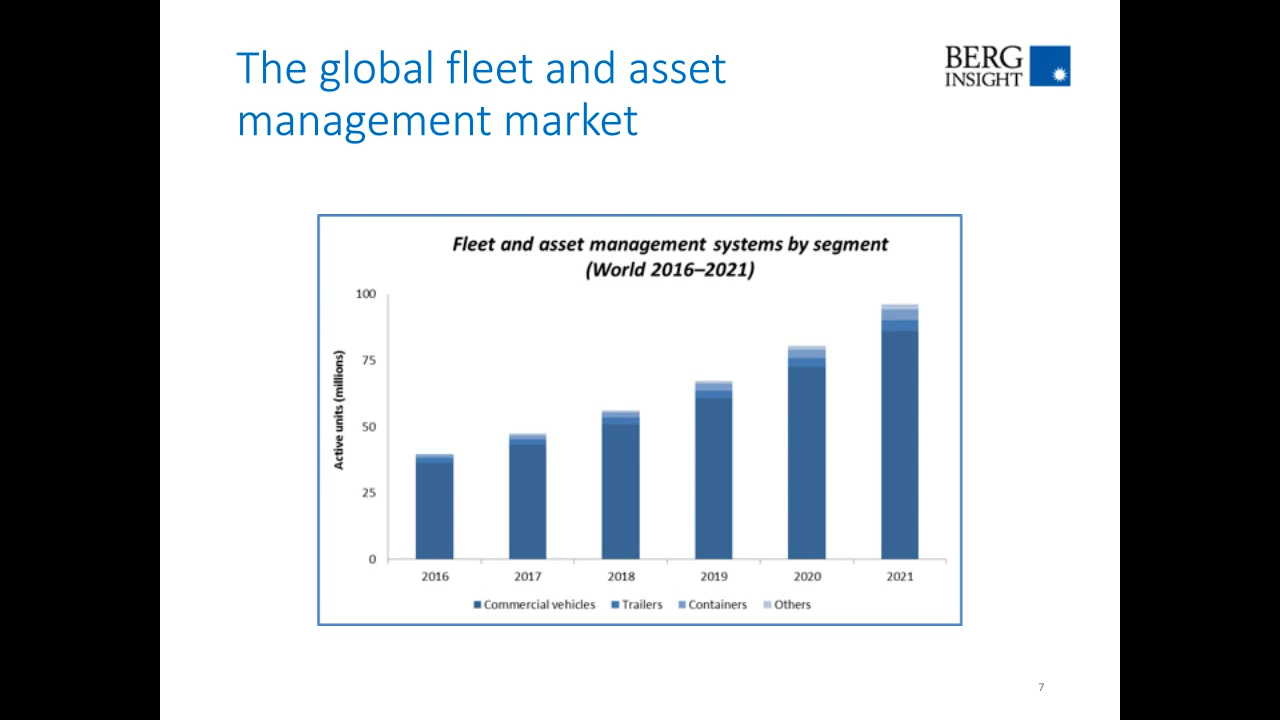 The global fleet and asset
management market
BERG
INSIGHT
Fleet and asset management systems by segment
(World 2016–2021)
100
75
50
25
0
Active units (millions)
2016 2017 2018 2019 2020 2021
Commercial vehicles Trailers Containers Others
7